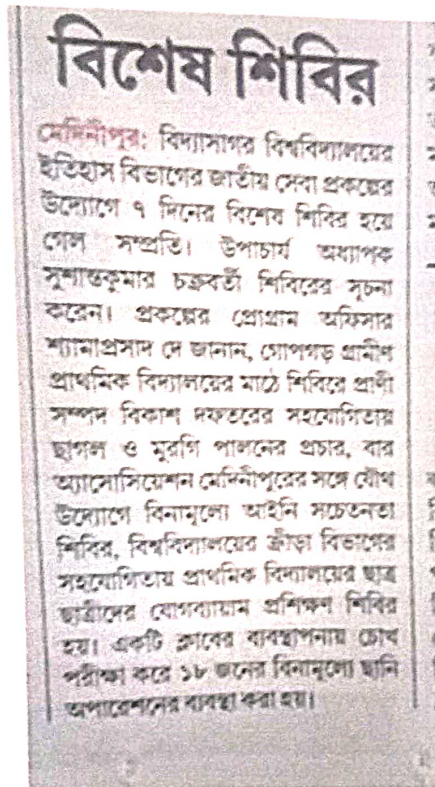 বিশেষ শিবির
মেদিনীপুর: বিদ্যাসাগর বিশ্ববিদ্যালয়ের
ইতিহাস বিভাগের জাতীয় সেবা প্রকল্পের
উদ্যোগে ৭ দিনের বিশেষ শিবির হয়ে
গেল সম্প্রতি। উপাচার্য অধ্যাপক
সুশান্তকুমার চক্রবর্তী শিবিরের সূচনা
করেন। প্রকল্পের প্রোগ্রাম অফিসার
শ্যামাপ্রসাদ দে জানান, গোপগড় গ্রামীণ
প্রাথমিক বিদ্যালয়ের মাঠে শিবিরে প্রাণী
সম্পদ বিকাশ দফতরের সহযোগিতায়
ছাগল ও মুরগি পালনের প্রচার, বার
অ্যাসোসিয়েশন মেদিনীপুরের সঙ্গে যৌথ
উদ্যোগে বিনামূল্যে আইনি সচেতনতা
শিবির, বিশ্ববিদ্যালয়ের ক্রীড়া বিভাগের
সহযোগিতায় প্রাথমিক বিদ্যালয়ের ছাত্র
ছাত্রীদের যোগব্যায়াম প্রশিক্ষণ শিবির
হয়। একটি ক্লাবের ব্যবস্থাপনায় চোখ
পরীক্ষা করে ১৮ জনের বিনামূল্যে ছানি
অপারেশনের ব্যবস্থা করা হয়।